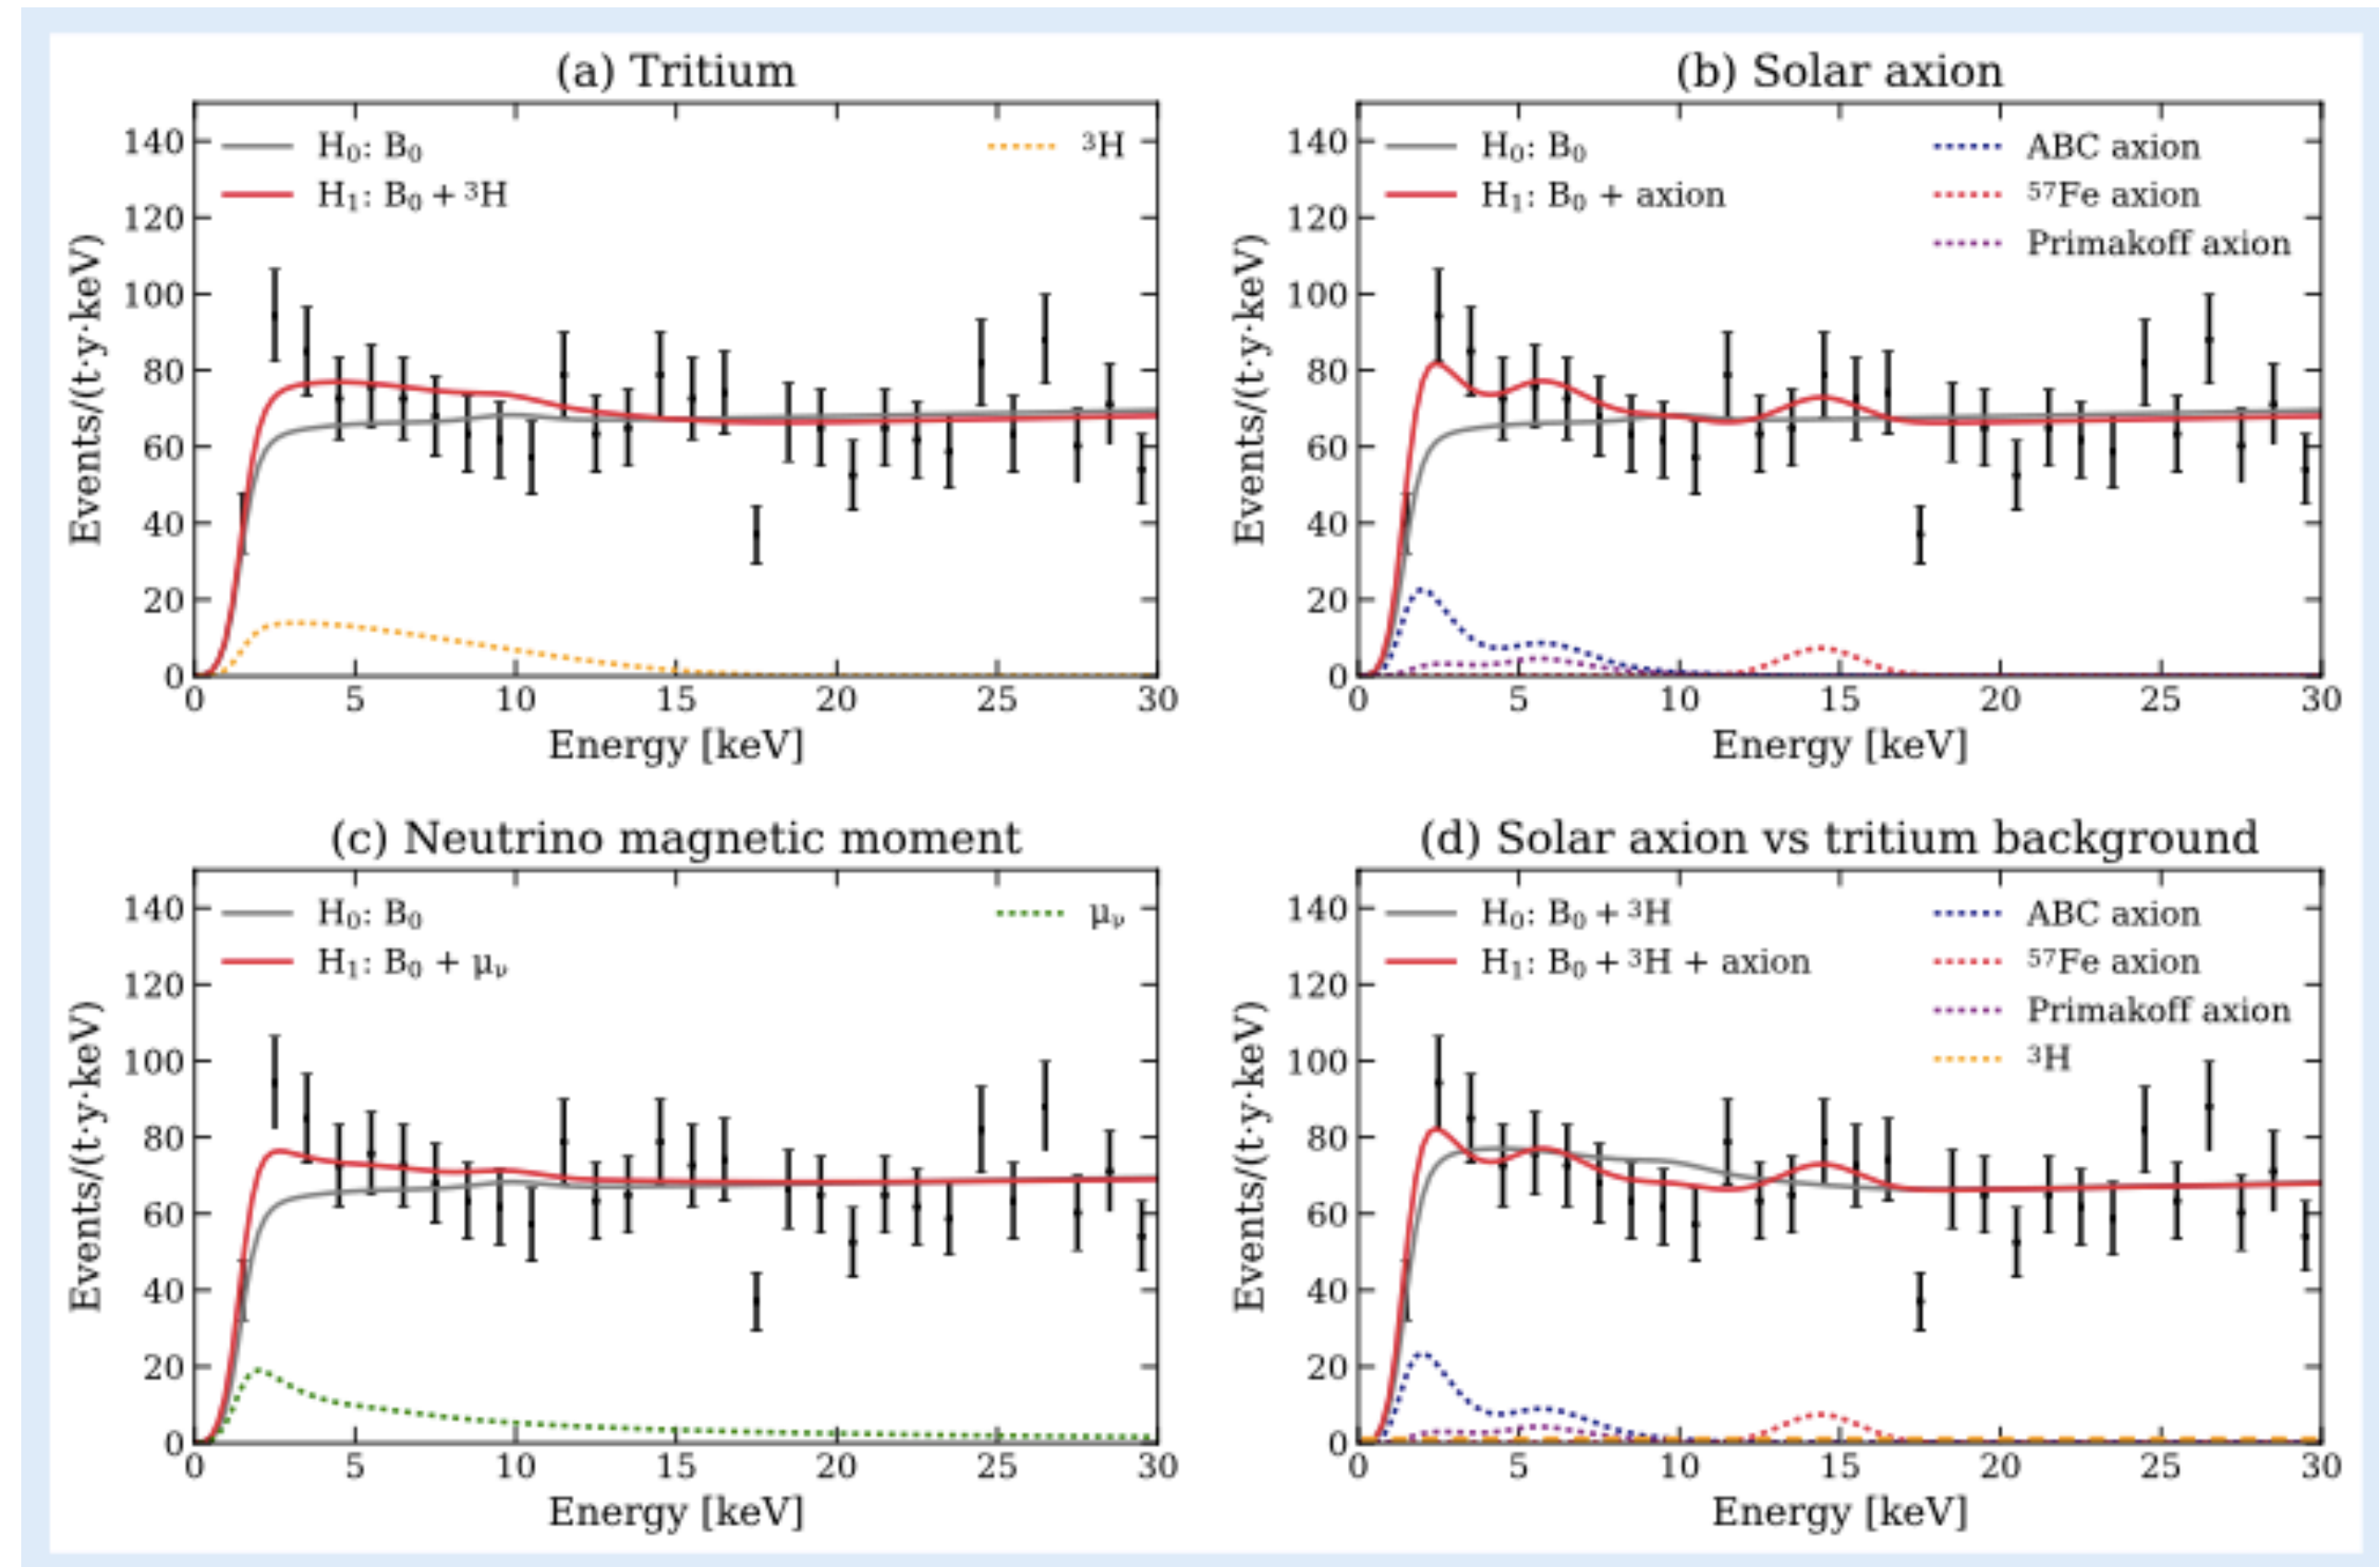 (a) Tritium
H₀: B₀
H₁: B₀ + ³H
³H
Events/(t·y·keV)
140
120
100
80
60
40
20
0
0 5 10 15 20 25 30
Energy [keV]
(b) Solar axion
H₀: B₀
H₁: B₀ + axion
ABC axion
⁵⁷Fe axion
Primakoff axion
Events/(t·y·keV)
140
120
100
80
60
40
20
0
0 5 10 15 20 25 30
Energy [keV]
(c) Neutrino magnetic moment
H₀: B₀
H₁: B₀ + μᵥ
μᵥ
Events/(t·y·keV)
140
120
100
80
60
40
20
0
0 5 10 15 20 25 30
Energy [keV]
(d) Solar axion vs tritium background
H₀: B₀ + ³H
H₁: B₀ + ³H + axion
ABC axion
⁵⁷Fe axion
Primakoff axion
³H
Events/(t·y·keV)
140
120
100
80
60
40
20
0
0 5 10 15 20 25 30
Energy [keV]